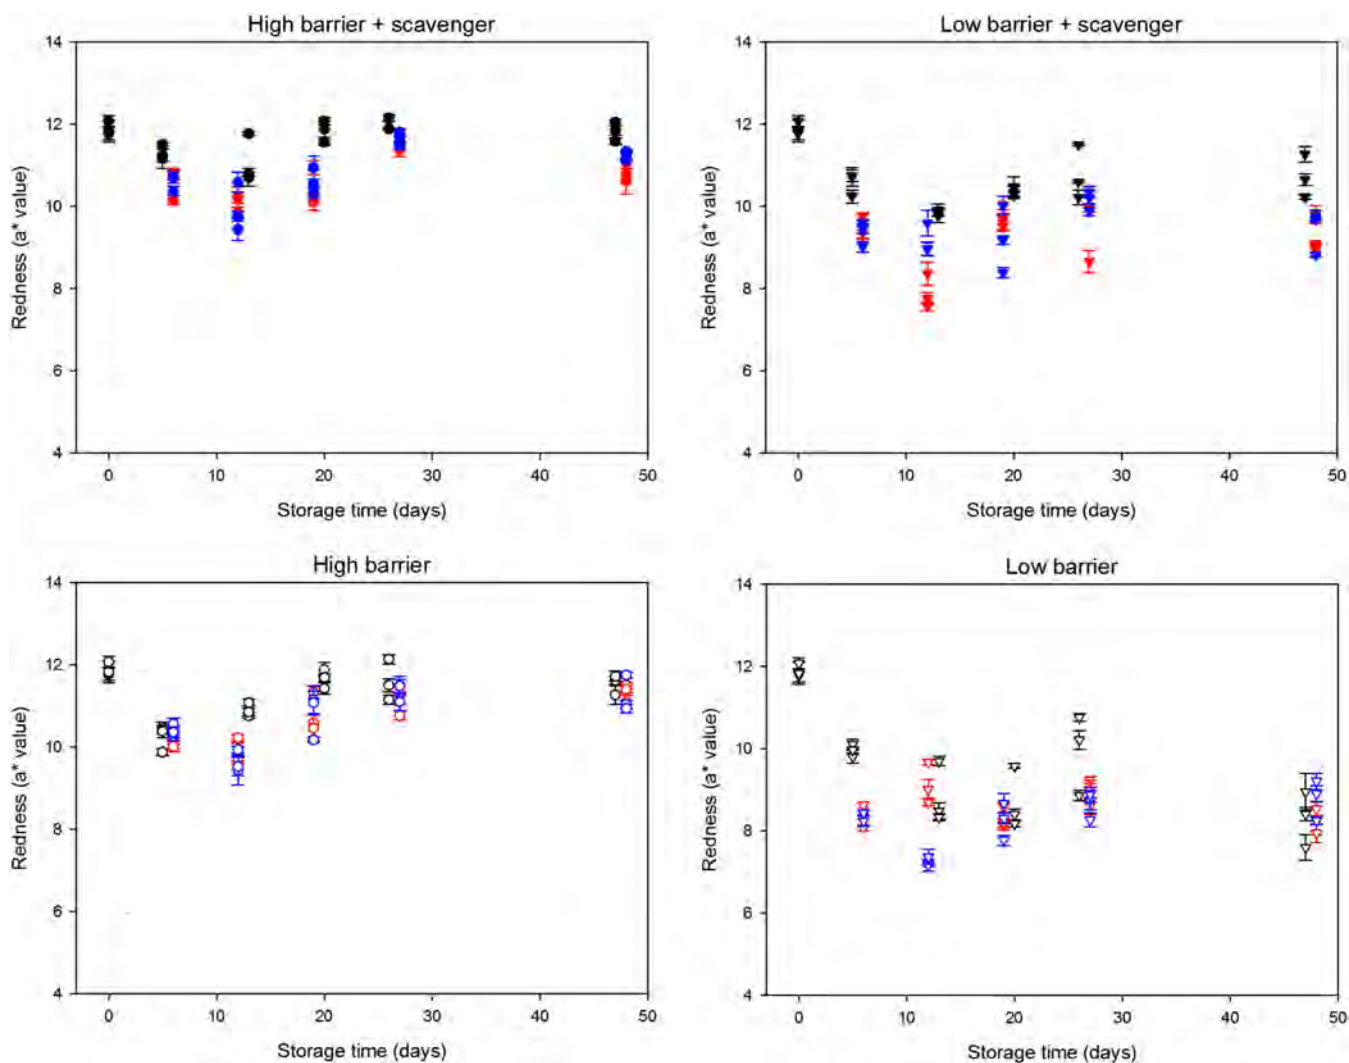 High barrier + scavenger
14
12
10
8
6
4
Redness (a* value)
0 10 20 30 40 50
Storage time (days)
Low barrier + scavenger
14
12
10
8
6
4
Redness (a* value)
0 10 20 30 40 50
Storage time (days)
High barrier
14
12
10
8
6
4
Redness (a* value)
0 10 20 30 40 50
Storage time (days)
Low barrier
14
12
10
8
6
4
Redness (a* value)
0 10 20 30 40 50
Storage time (days)